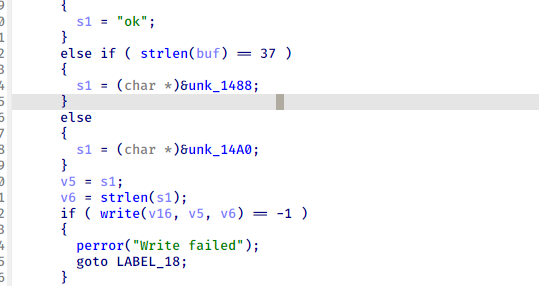 9 {
0 s1 = "ok";
1 }
2 else if ( strlen(buf) == 37 )
3 {
4 s1 = (char *)&unk_1488;
5 }
6 else
7 {
8 s1 = (char *)&unk_14A0;
9 }
0 v5 = s1;
1 v6 = strlen(s1);
2 if ( write(v16, v5, v6) == -1 )
3 {
4 perror("Write failed");
5 goto LABEL_18;
6 }